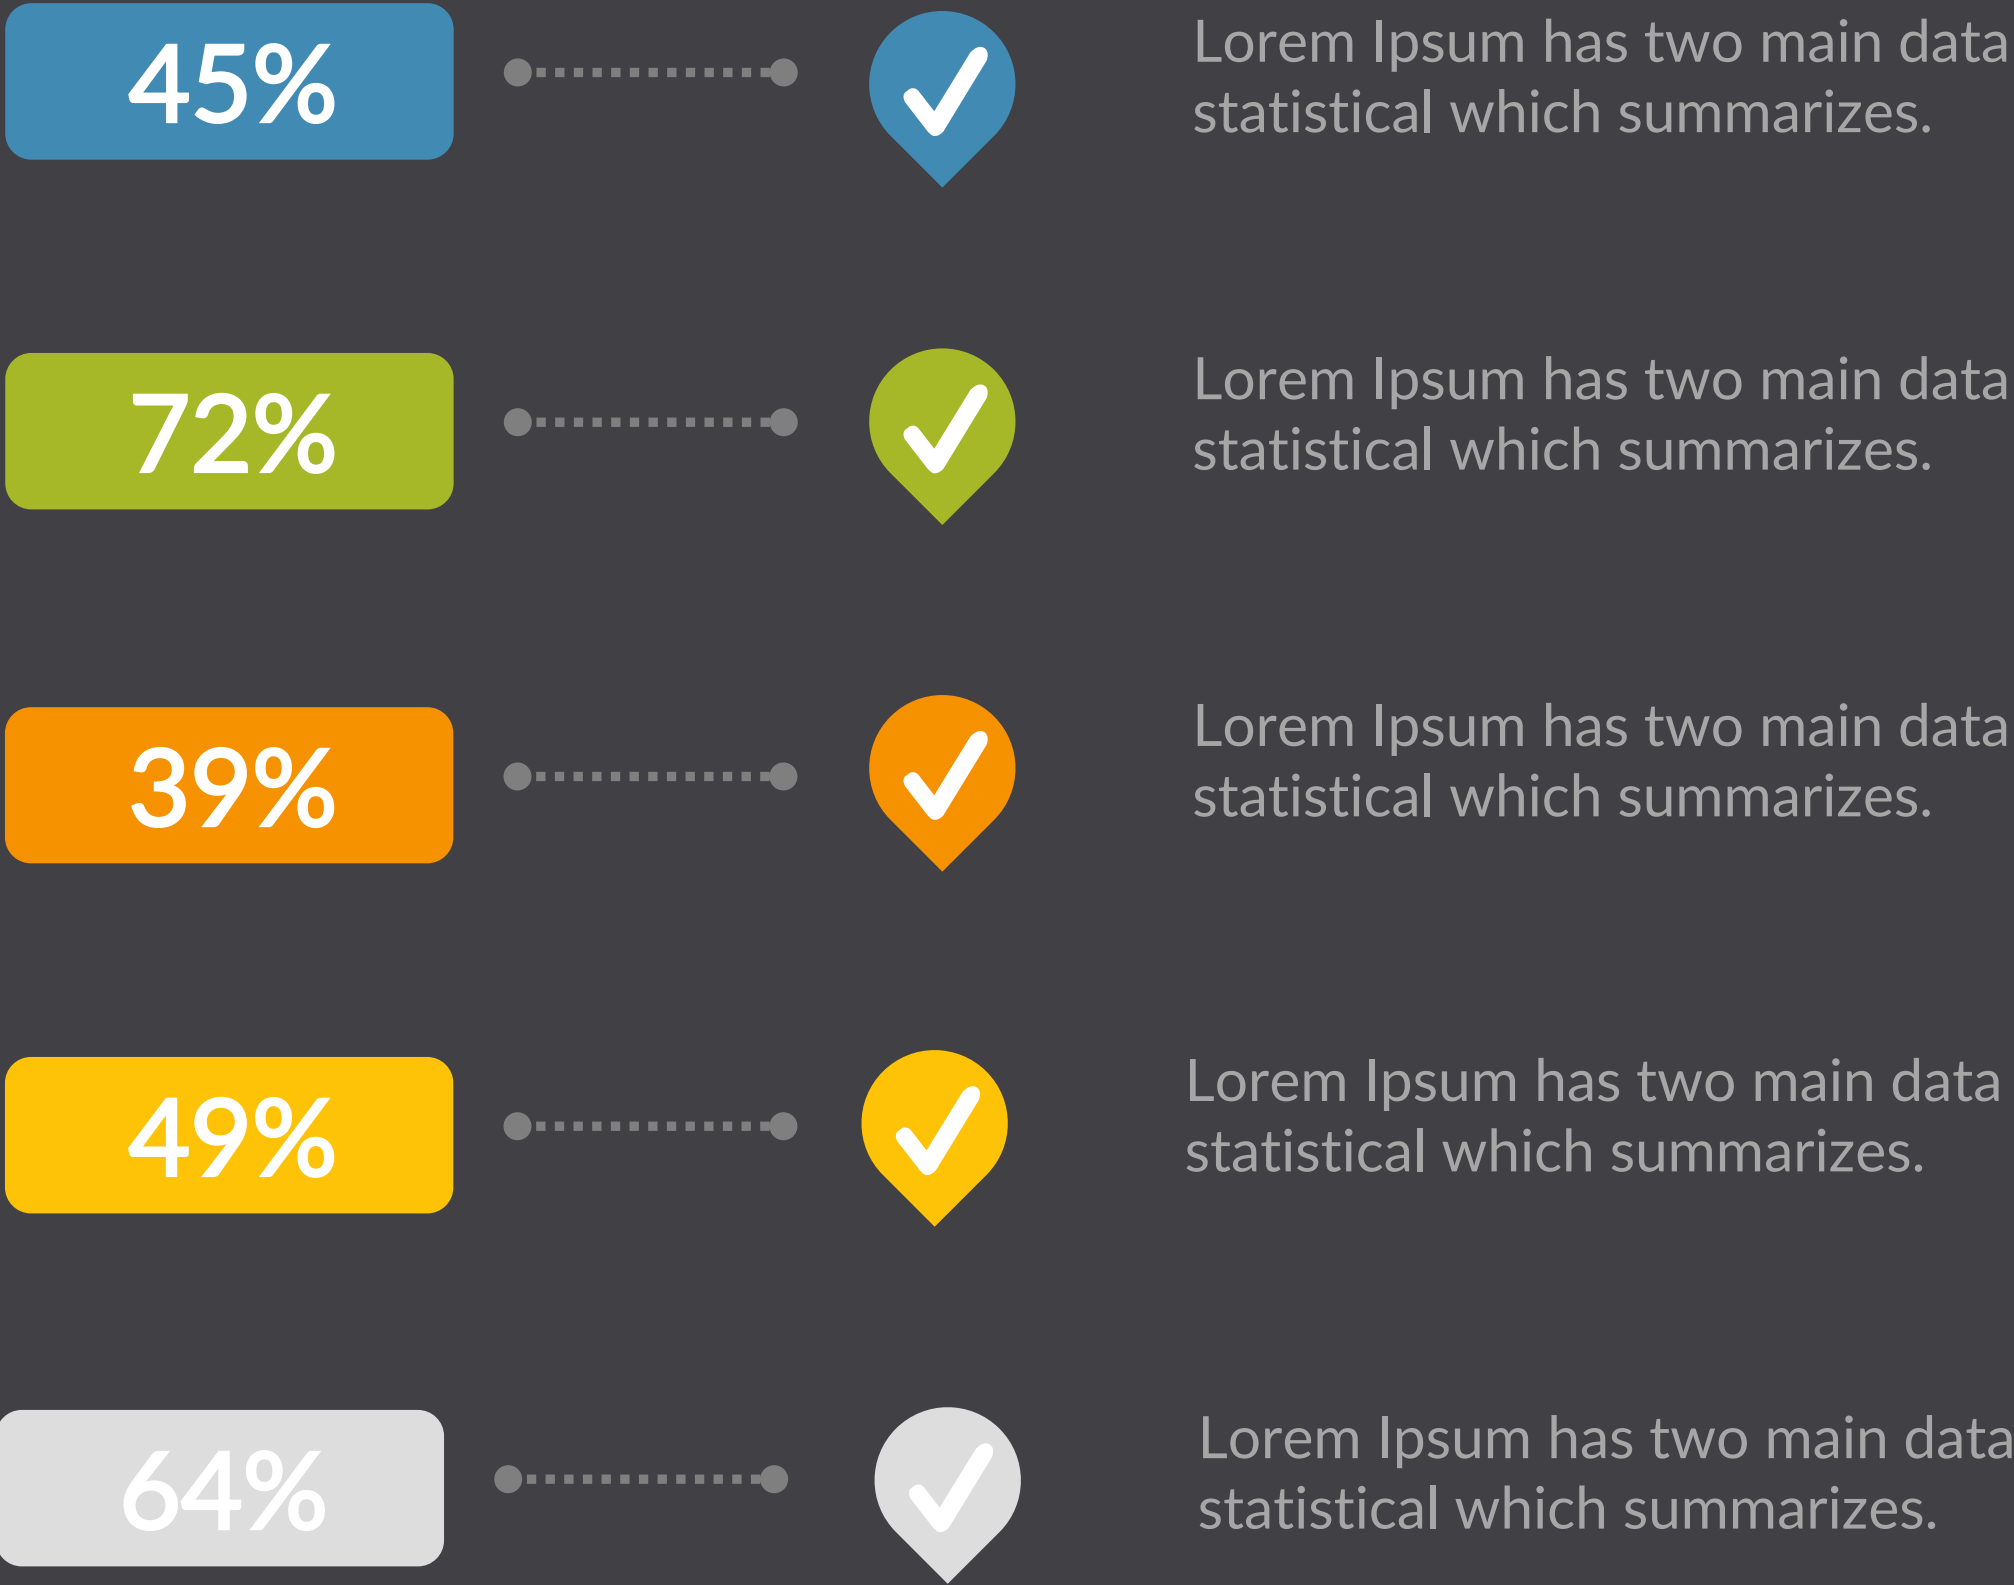 45%
Lorem Ipsum has two main data
statistical which summarizes.
72%
Lorem Ipsum has two main data
statistical which summarizes.
39%
Lorem Ipsum has two main data
statistical which summarizes.
49%
Lorem Ipsum has two main data
statistical which summarizes.
64%
Lorem Ipsum has two main data
statistical which summarizes.